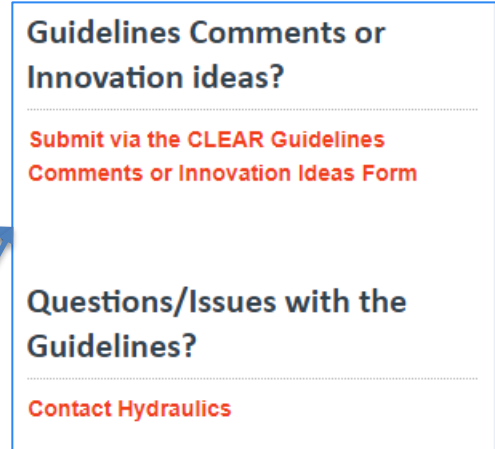 Guidelines Comments or
Innovation ideas?
Submit via the CLEAR Guidelines
Comments or Innovation Ideas Form
Questions/Issues with the
Guidelines?
Contact Hydraulics